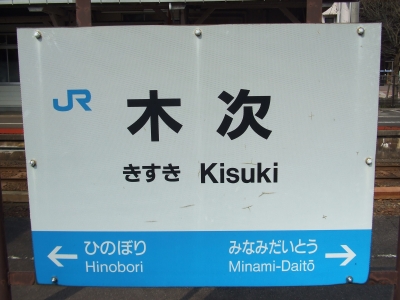 JR
木次
きすき Kisuki
← ひのぼり みなみだいとう →
Hinobori Minami-Daitō